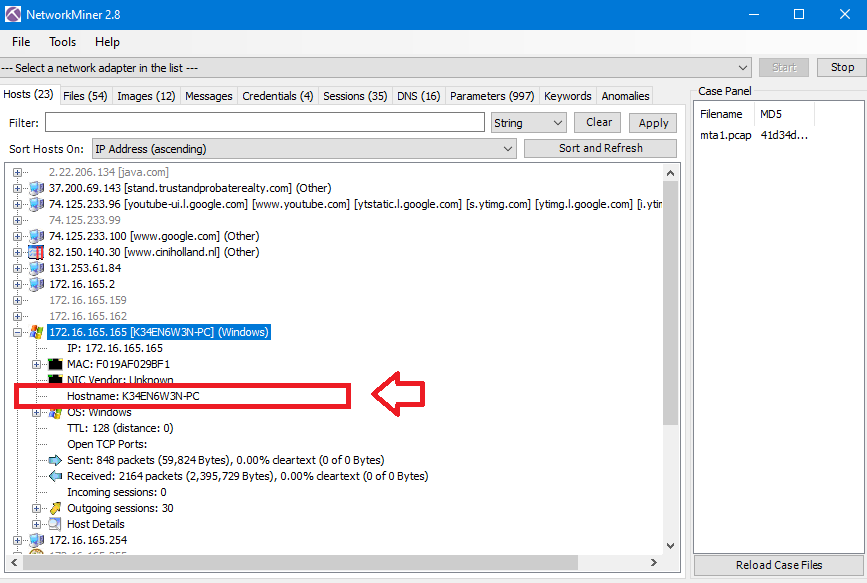 NetworkMiner 2.8
File Tools Help
--- Select a network adapter in the list --- Start Stop
Hosts (23) Files (54) Images (12) Messages Credentials (4) Sessions (35) DNS (16) Parameters (997) Keywords Anomalies
Case Panel
Filter: String Clear Apply
Filename MD5
mta1.pcap 41d34d...
Sort Hosts On: IP Address (ascending) Sort and Refresh
2.22.206.134 [java.com]
37.200.69.143 [stand.trustandprobaterealty.com] (Other)
74.125.233.96 [youtube-ui.l.google.com] [www.youtube.com] [ytstatic.l.google.com] [s.ytimg.com] [ytimg.l.google.com] [i.ytim
74.125.233.99
74.125.233.100 [www.google.com] (Other)
82.150.140.30 [www.ciniholland.nl] (Other)
131.253.61.84
172.16.165.2
172.16.165.159
172.16.165.162
172.16.165.165 [K34EN6W3N-PC] (Windows)
IP: 172.16.165.165
MAC: F019AF029BF1
NIC Vendor: Unknown
Hostname: K34EN6W3N-PC
OS: Windows
TTL: 128 (distance: 0)
Open TCP Ports:
Sent: 848 packets (59,824 Bytes), 0.00% cleartext (0 of 0 Bytes)
Received: 2164 packets (2,395,729 Bytes), 0.00% cleartext (0 of 0 Bytes)
Incoming sessions: 0
Outgoing sessions: 30
Host Details
172.16.165.254
172.16.165.255
Reload Case Files